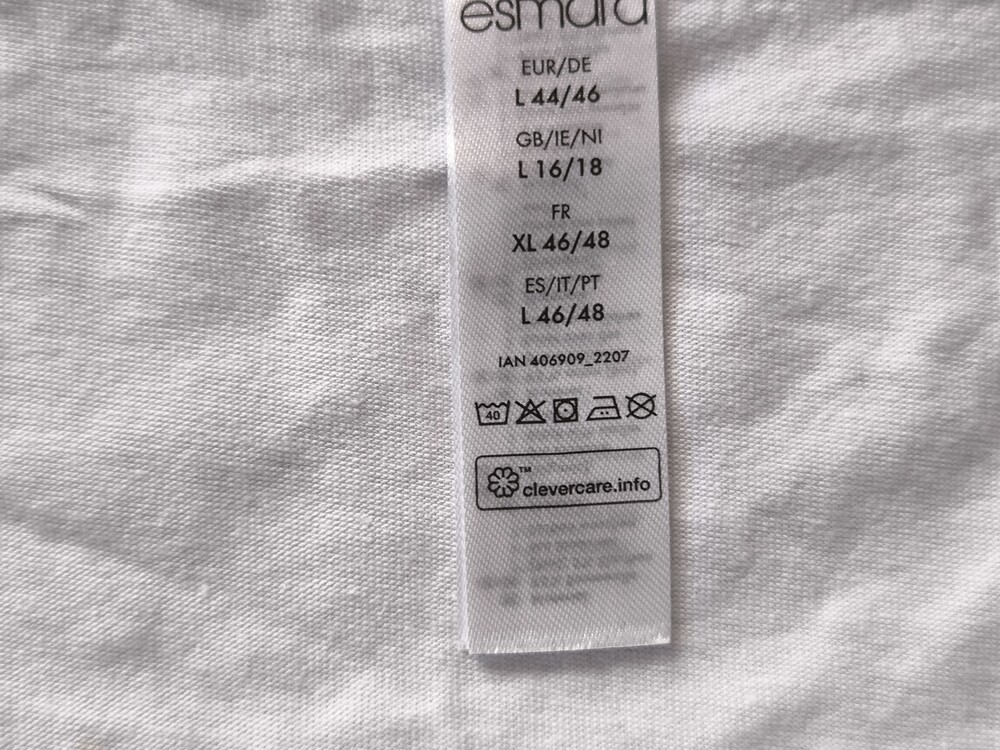 esmara
EUR/DE
L 44/46
GB/IE/NI
L 16/18
FR
XL 46/48
ES/IT/PT
L 46/48
IAN 406909_2207
40
™
clevercare.info